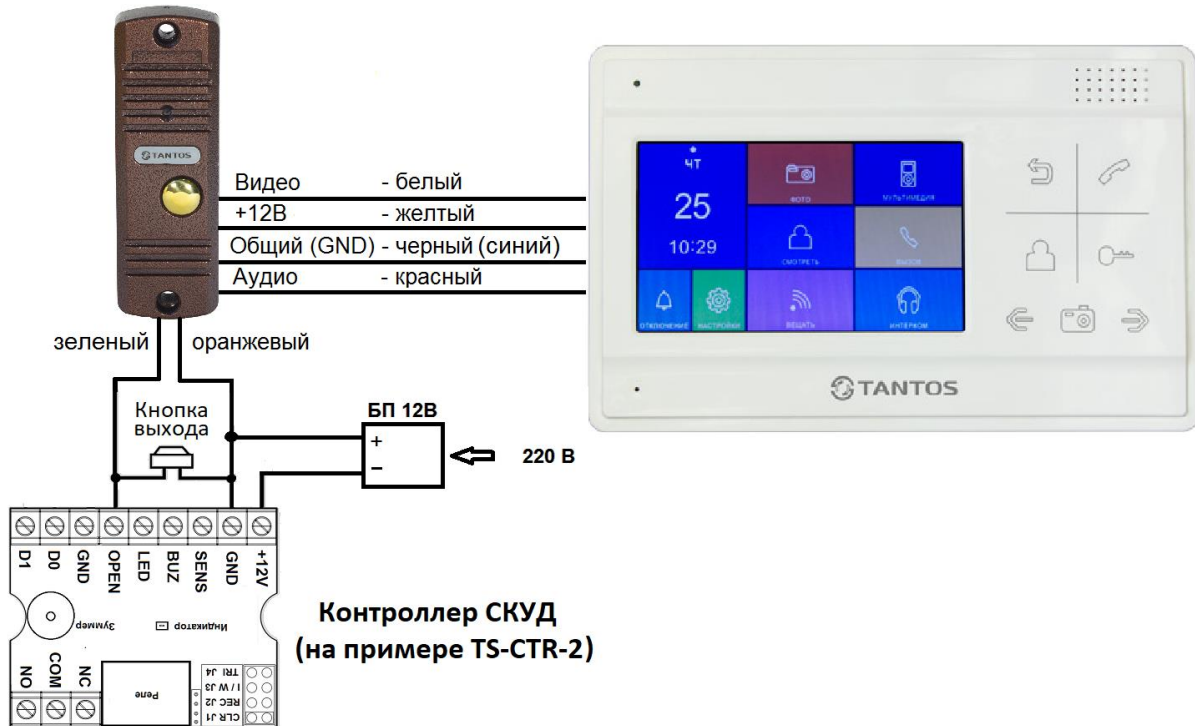 TANTOS
Видео - белый
+12В - желтый
Общий (GND) - черный (синий)
Аудио - красный
зеленый
оранжевый
Кнопка
выхода
БП 12В
+
−
220 В
D1
D0
GND
OPEN
LED
BUZ
SENS
GND
+12V
Зуммер
Индикатор
NO
COM
NC
Реле
TRI J4
I / W J3
REC J2
CLR J1
Контроллер СКУД
(на примере TS-CTR-2)
ЧТ
25
10:29
ФОТО
МУЛЬТИМЕДИЯ
СМОТРЕТЬ
ВЫЗОВ
ОТКЛЮЧЕНИЕ
НАСТРОЙКИ
ВЕЩАТЬ
ИНТЕРКОМ
TANTOS